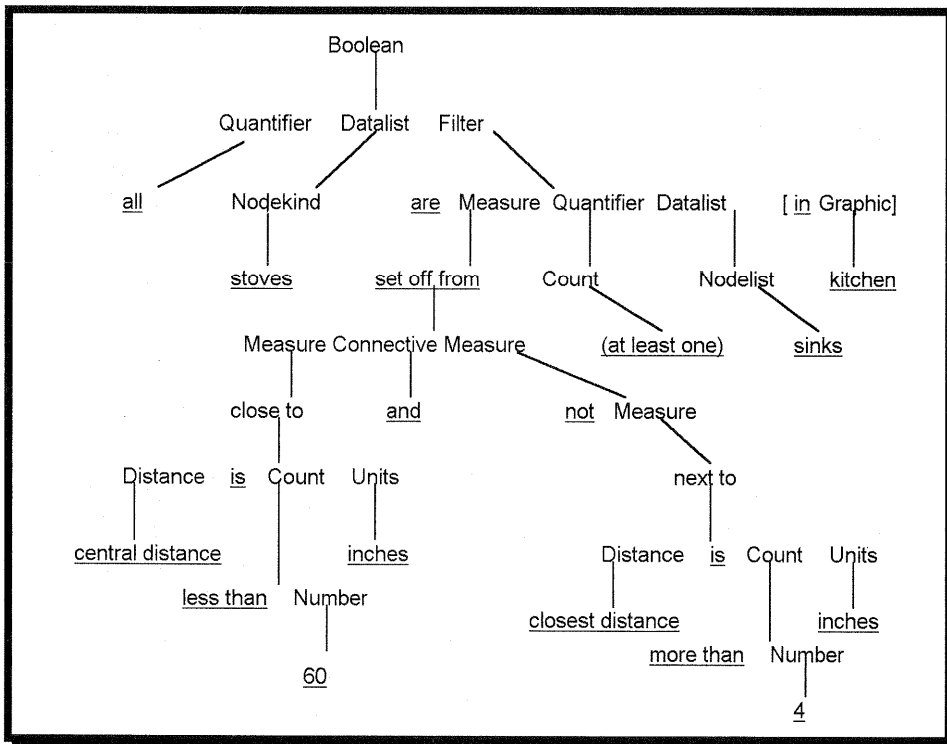 Boolean
Quantifier Datalist Filter
all Nodekind are Measure Quantifier Datalist [ in Graphic]
stoves set off from Count Nodelist kitchen
Measure Connective Measure (at least one) sinks
close to and not Measure
Distance is Count Units next to
central distance inches Distance is Count Units
less than Number closest distance inches
60 more than Number
4